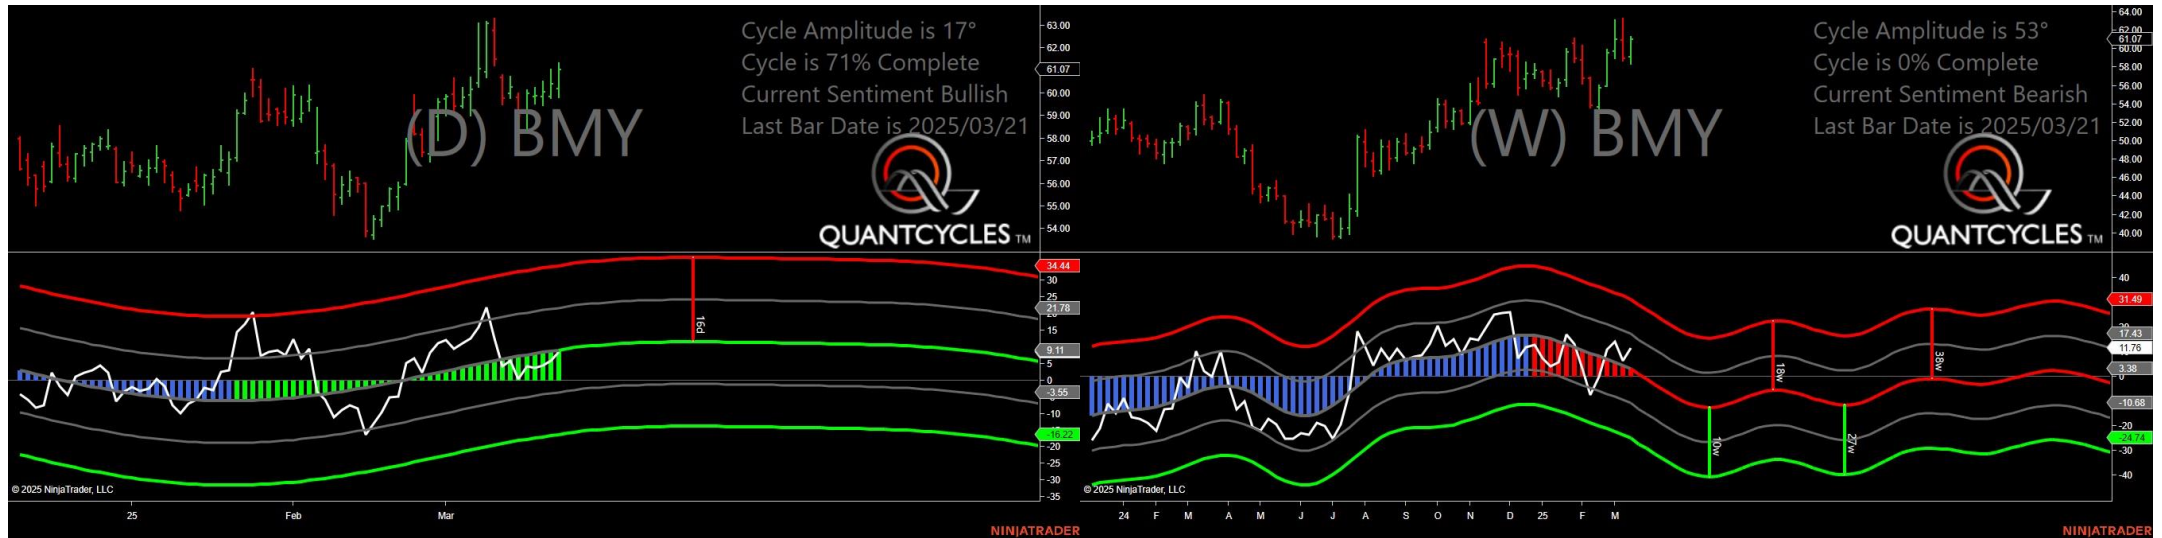 Cycle Amplitude is 17°
Cycle is 71% Complete
Current Sentiment Bullish
Last Bar Date is 2025/03/21
(D) BMY
QUANTCYCLES TM
63.00
62.00
61.07
60.00
59.00
58.00
57.00
56.00
55.00
54.00
34.44
30
25
21.78
15
9.11
5
0
-3.55
-10
-16.22
-20
-25
-30
-35
16d
© 2025 NinjaTrader, LLC
25 Feb Mar
NINJATRADER
Cycle Amplitude is 53°
Cycle is 0% Complete
Current Sentiment Bearish
Last Bar Date is 2025/03/21
(W) BMY
QUANTCYCLES TM
64.00
62.00
61.07
60.00
58.00
56.00
54.00
52.00
50.00
48.00
46.00
44.00
42.00
40.00
40
31.49
17.43
11.76
3.38
0
-10.68
-20
-24.74
-30
-40
10w
18w
27w
38w
© 2025 NinjaTrader, LLC
24 F M A M J J A S O N D 25 F M
NINJATRADER